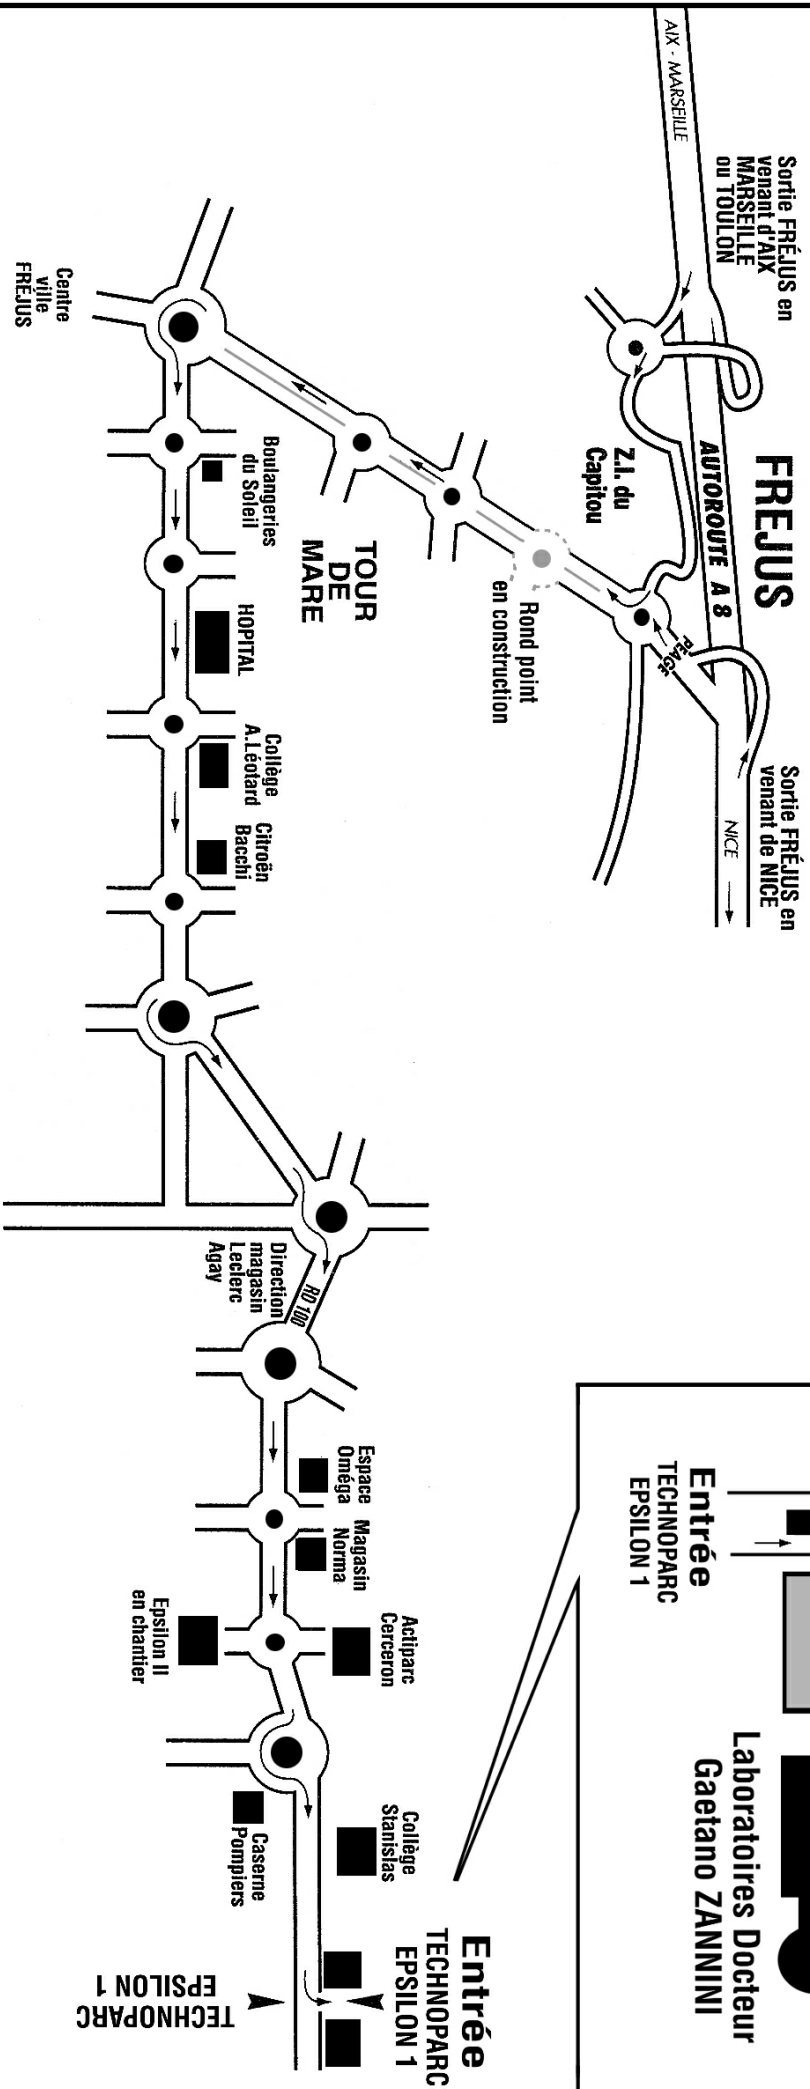 AIX - MARSEILLE
Sortie FRÉJUS en
venant d'AIX
MARSEILLE
ou TOULON
FREJUS
AUTOROUTE A 8
Sortie FRÉJUS en
venant de NICE
NICE
PEAGE
Z.I. du
Capitou
Rond point
en construction
TOUR
DE
MARE
Centre
ville
FRÉJUS
Boulangeries
du Soleil
HOPITAL
Collège
A.Léotard
Citroën
Bacchi
Direction
magasin
Leclerc
Agay
RD 100
Espace
Oméga
Magasin
Norma
Actiparc
Cerceron
Epsilon II
en chantier
Collège
Stanislas
Caserne
Pompiers
Entrée
TECHNOPARC
EPSILON 1
TECHNOPARC
EPSILON 1
Entrée
TECHNOPARC
EPSILON 1
Laboratoires Docteur
Gaetano ZANNINI